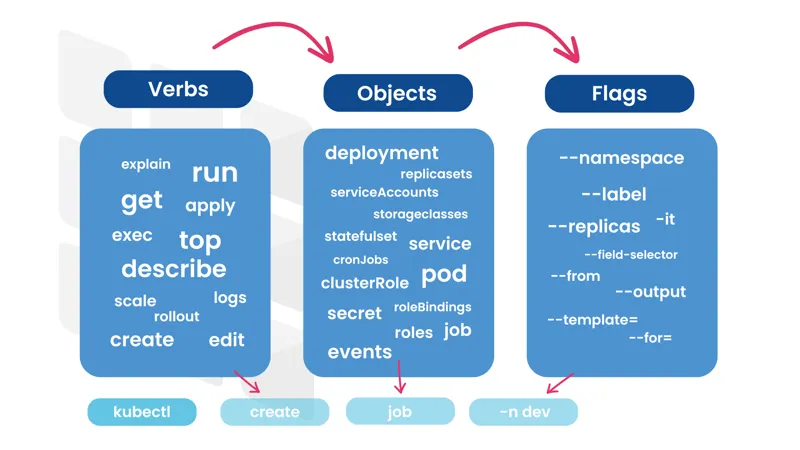 Verbs
Objects
Flags
explain
run
get
apply
exec
top
describe
scale
logs
rollout
create
edit
deployment
replicasets
serviceAccounts
storageclasses
statefulset
service
cronJobs
pod
clusterRole
roleBindings
secret
roles
job
events
--namespace
--label
--replicas
-it
--field-selector
--from
--output
--template=
--for=
kubectl
create
job
-n dev